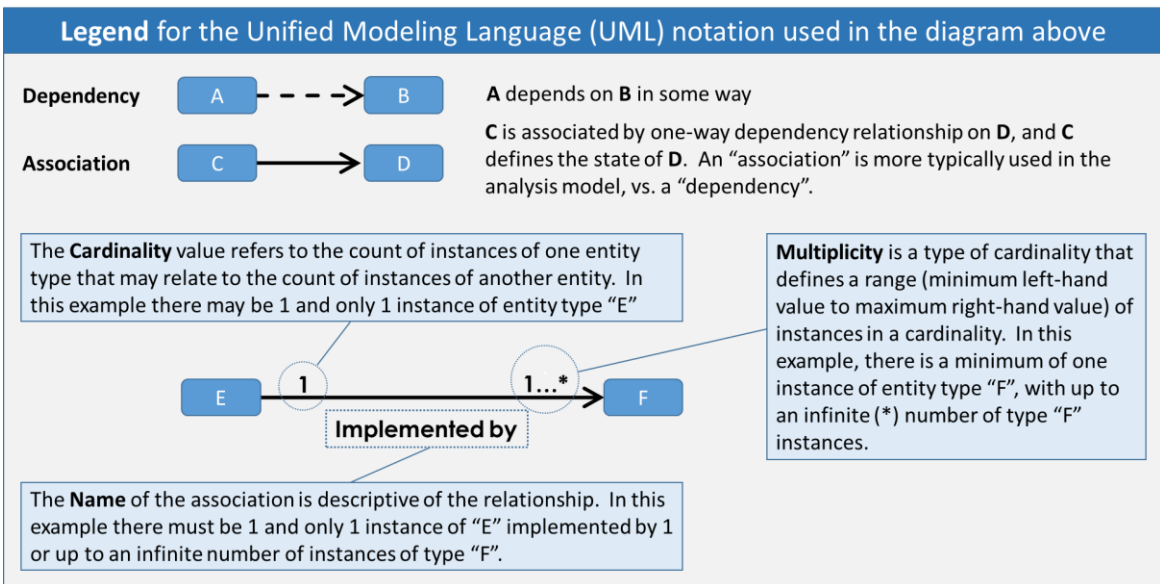 Legend for the Unified Modeling Language (UML) notation used in the diagram above
Dependency
A
B
A depends on B in some way
Association
C
D
C is associated by one-way dependency relationship on D, and C
defines the state of D. An “association” is more typically used in the
analysis model, vs. a “dependency”.
The Cardinality value refers to the count of instances of one entity
type that may relate to the count of instances of another entity. In
this example there may be 1 and only 1 instance of entity type “E”
Multiplicity is a type of cardinality that
defines a range (minimum left-hand
value to maximum right-hand value) of
instances in a cardinality. In this
example, there is a minimum of one
instance of entity type “F”, with up to
an infinite (*) number of type “F”
instances.
E
1
1...*
F
Implemented by
The Name of the association is descriptive of the relationship. In this
example there must be 1 and only 1 instance of “E” implemented by 1
or up to an infinite number of instances of type “F”.